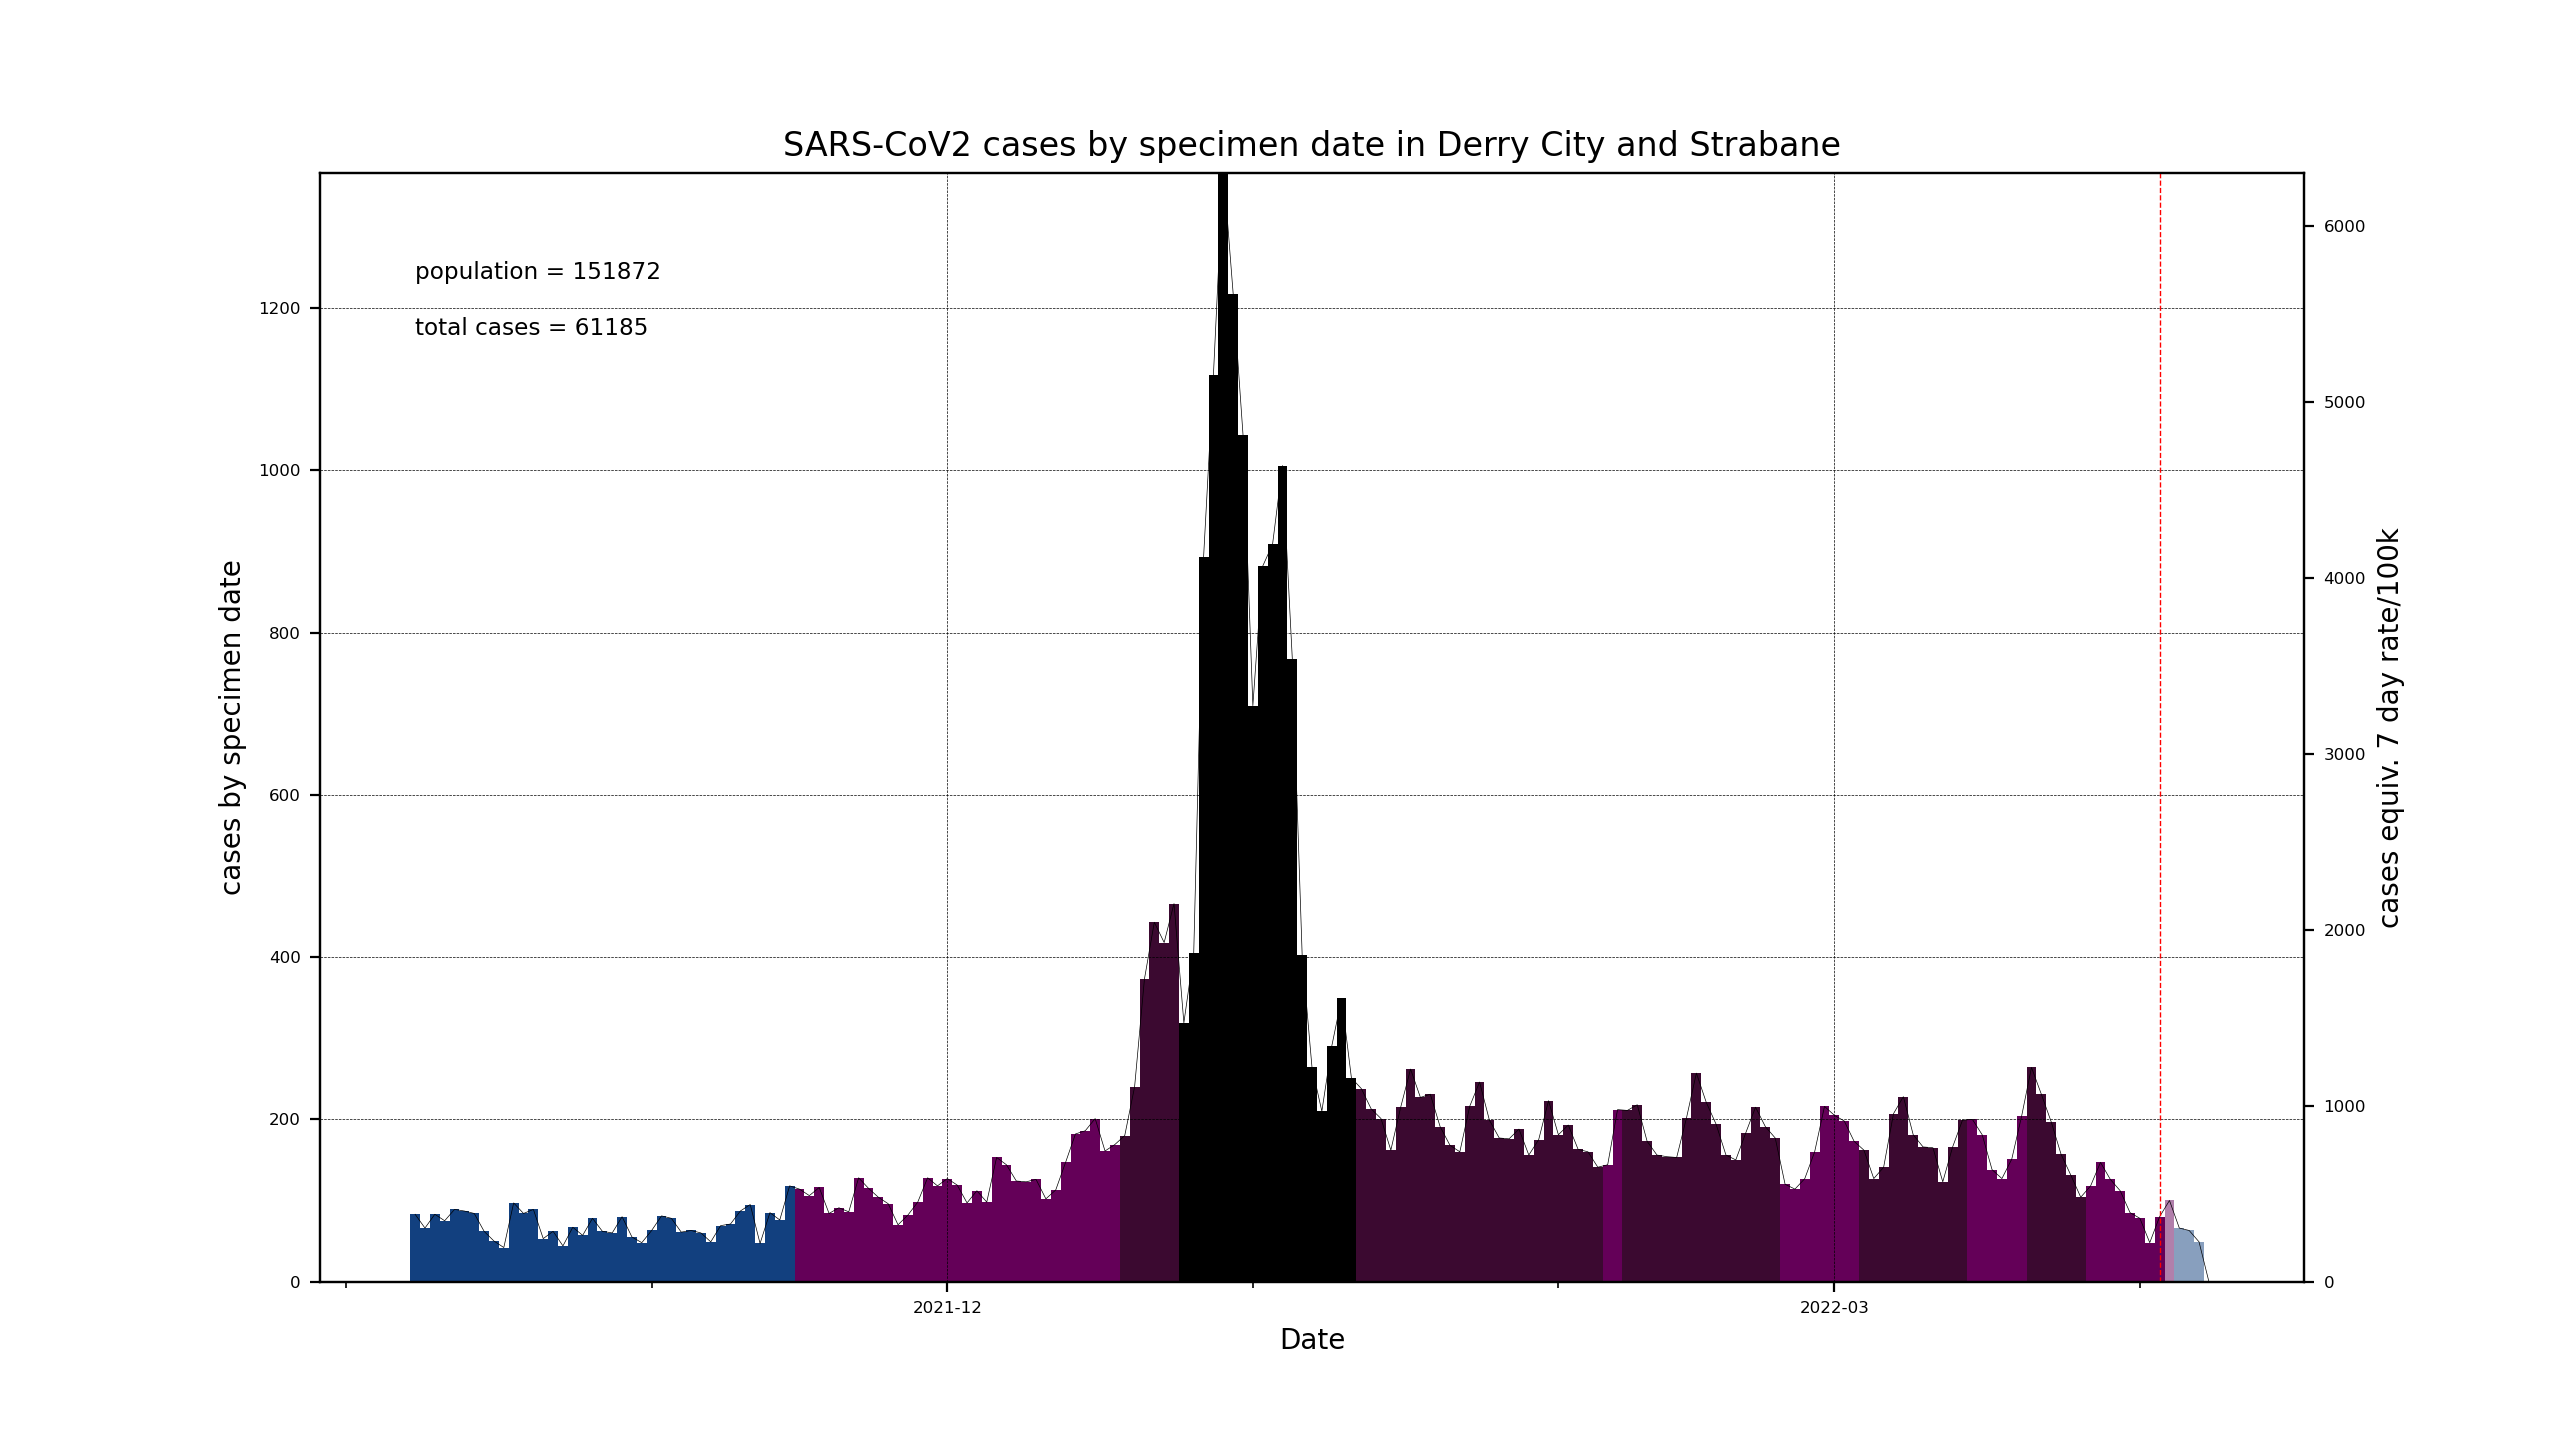 SARS-CoV2 cases by specimen date in Derry City and Strabane
population = 151872
total cases = 61185
cases by specimen date
1200
1000
800
600
400
200
0
6000
5000
4000
3000
2000
1000
0
cases equiv. 7 day rate/100k
2021-12
2022-03
Date